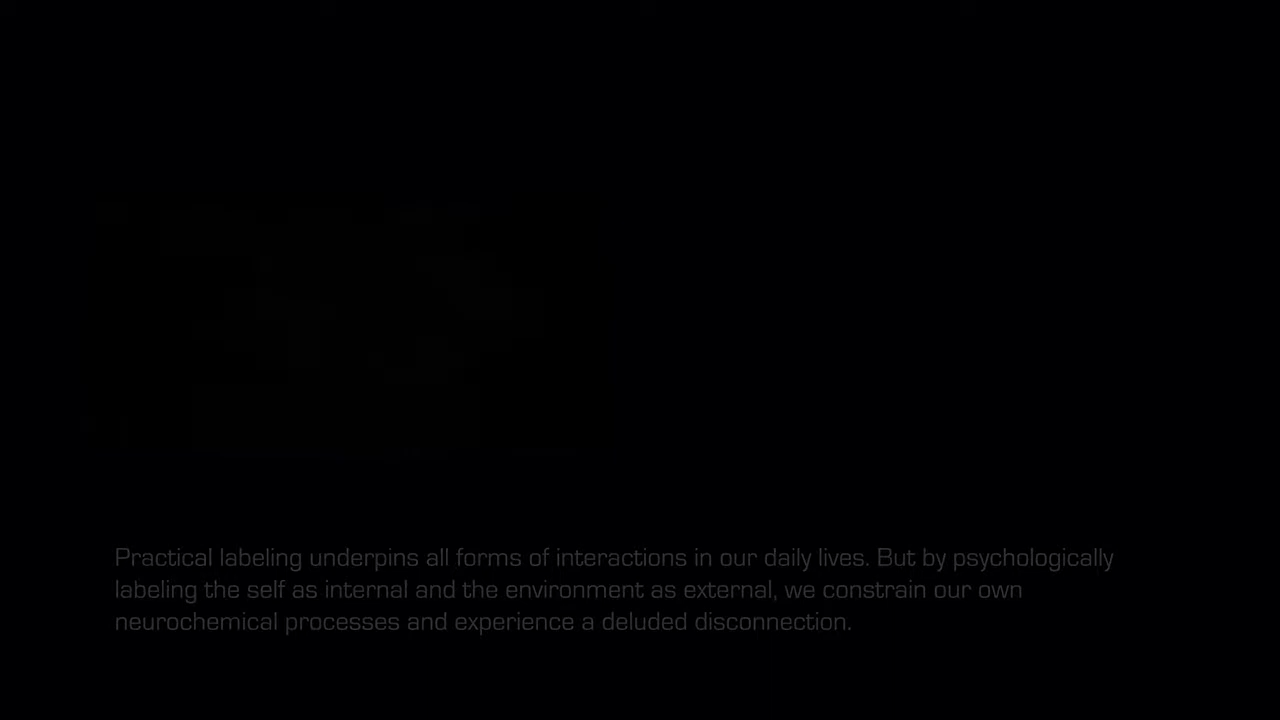 Practical labeling underpins all forms of interactions in our daily lives. But by psychologically
labeling the self as internal and the environment as external, we constrain our own
neurochemical processes and experience a deluded disconnection.